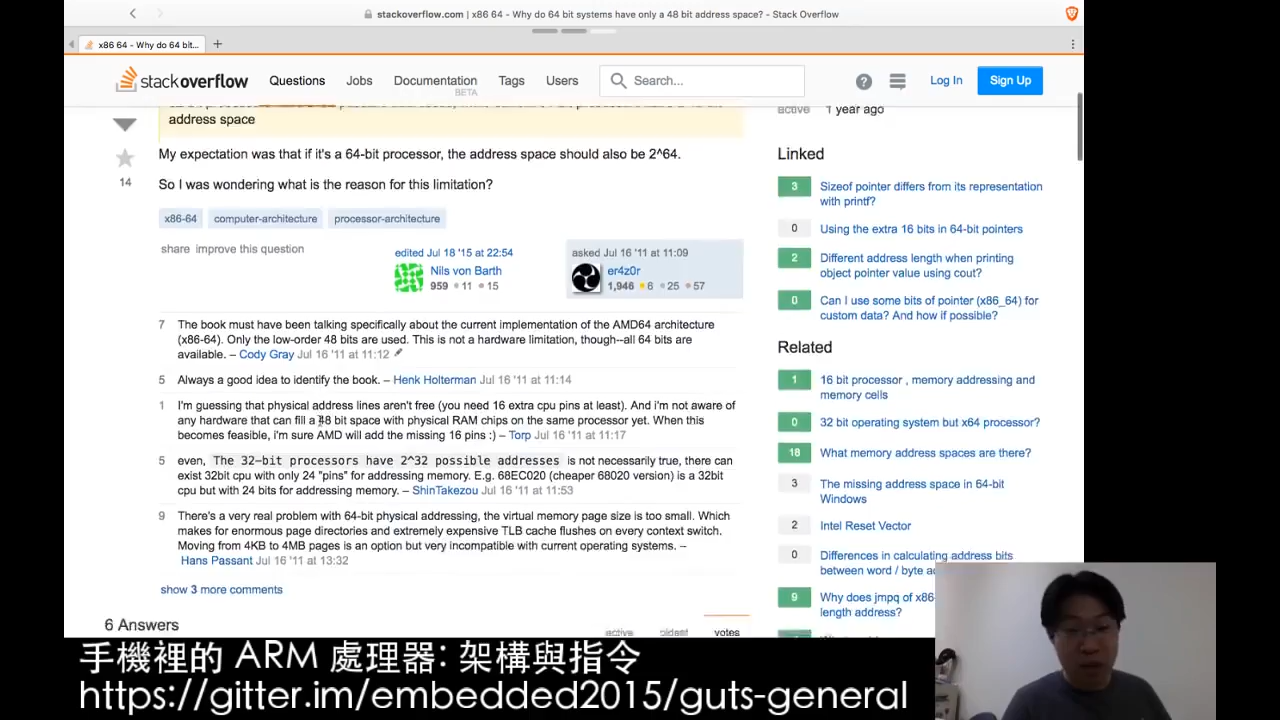 stackoverflow.com | x86 64 - Why do 64 bit systems have only a 48 bit address space? - Stack Overflow
x86 64 - Why do 64 bit...
stackoverflow
Questions
Jobs
Documentation
BETA
Tags
Users
Search...
Log In
Sign Up
address space
My expectation was that if it's a 64-bit processor, the address space should also be 2^64.
14
So I was wondering what is the reason for this limitation?
x86-64
computer-architecture
processor-architecture
share improve this question
edited Jul 18 '15 at 22:54
Nils von Barth
959 11 15
asked Jul 16 '11 at 11:09
er4z0r
1,946 6 25 57
7 The book must have been talking specifically about the current implementation of the AMD64 architecture
(x86-64). Only the low-order 48 bits are used. This is not a hardware limitation, though--all 64 bits are
available. – Cody Gray Jul 16 '11 at 11:12
5 Always a good idea to identify the book. – Henk Holterman Jul 16 '11 at 11:14
1 I'm guessing that physical address lines aren't free (you need 16 extra cpu pins at least). And i'm not aware of
any hardware that can fill a 48 bit space with physical RAM chips on the same processor yet. When this
becomes feasible, i'm sure AMD will add the missing 16 pins :) – Torp Jul 16 '11 at 11:17
5 even, The 32-bit processors have 2^32 possible addresses is not necessarily true, there can
exist 32bit cpu with only 24 "pins" for addressing memory. E.g. 68EC020 (cheaper 68020 version) is a 32bit
cpu but with 24 bits for addressing memory. – ShinTakezou Jul 16 '11 at 11:53
9 There's a very real problem with 64-bit physical addressing, the virtual memory page size is too small. Which
makes for enormous page directories and extremely expensive TLB cache flushes on every context switch.
Moving from 4KB to 4MB pages is an option but very incompatible with current operating systems. –
Hans Passant Jul 16 '11 at 13:32
show 3 more comments
6 Answers
active
oldest
votes
active 1 year ago
Linked
3 Sizeof pointer differs from its representation
with printf?
0 Using the extra 16 bits in 64-bit pointers
2 Different address length when printing
object pointer value using cout?
0 Can I use some bits of pointer (x86_64) for
custom data? And how if possible?
Related
1 16 bit processor , memory addressing and
memory cells
0 32 bit operating system but x64 processor?
18 What memory address spaces are there?
3 The missing address space in 64-bit
Windows
2 Intel Reset Vector
0 Differences in calculating address bits
between word / byte
9 Why does jmpq of x86-
length address?
手機裡的 ARM 處理器: 架構與指令
https://gitter.im/embedded2015/guts-general